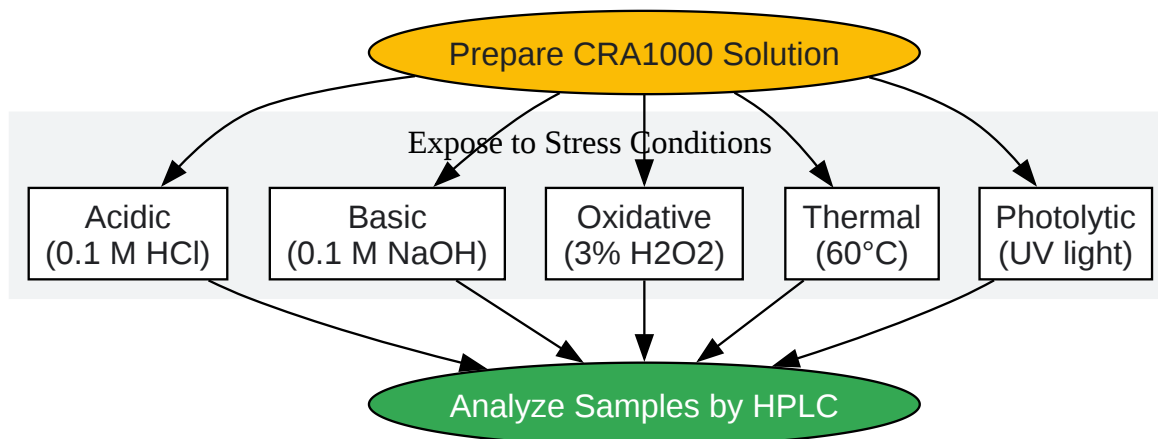 Prepare CRA1000 Solution
Expose to Stress Conditions
Acidic
(0.1 M HCl)
Basic
(0.1 M NaOH)
Oxidative
(3% H2O2)
Thermal
(60°C)
Photolytic
(UV light)
Analyze Samples by HPLC